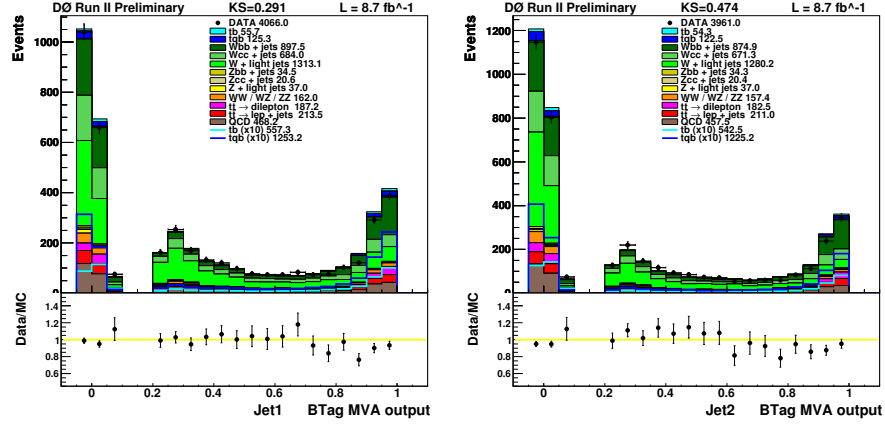 DØ Run II Preliminary KS=0.291 L = 8.7 fb^-1
Events
1000
800
600
400
200
0
DATA 4066.0
tb 55.7
tqb 125.3
Wbb + jets 897.5
Wcc + jets 684.0
W + light jets 1313.1
Zbb + jets 34.5
Zcc + jets 20.6
Z + light jets 37.0
WW / WZ / ZZ 162.0
tt → dilepton 187.2
tt → lep + jets 213.5
QCD 468.2
tb (x10) 557.3
tqb (x10) 1253.2
Data/MC
1.4
1.2
1
0.8
0.6
0 0.2 0.4 0.6 0.8 1
Jet1 BTag MVA output
DØ Run II Preliminary KS=0.474 L = 8.7 fb^-1
Events
1200
1000
800
600
400
200
0
DATA 3961.0
tb 54.3
tqb 122.5
Wbb + jets 874.9
Wcc + jets 671.3
W + light jets 1280.2
Zbb + jets 34.3
Zcc + jets 20.4
Z + light jets 37.0
WW / WZ / ZZ 157.4
tt → dilepton 182.5
tt → lep + jets 211.0
QCD 457.5
tb (x10) 542.5
tqb (x10) 1225.2
Data/MC
1.4
1.2
1
0.8
0.6
0 0.2 0.4 0.6 0.8 1
Jet2 BTag MVA output